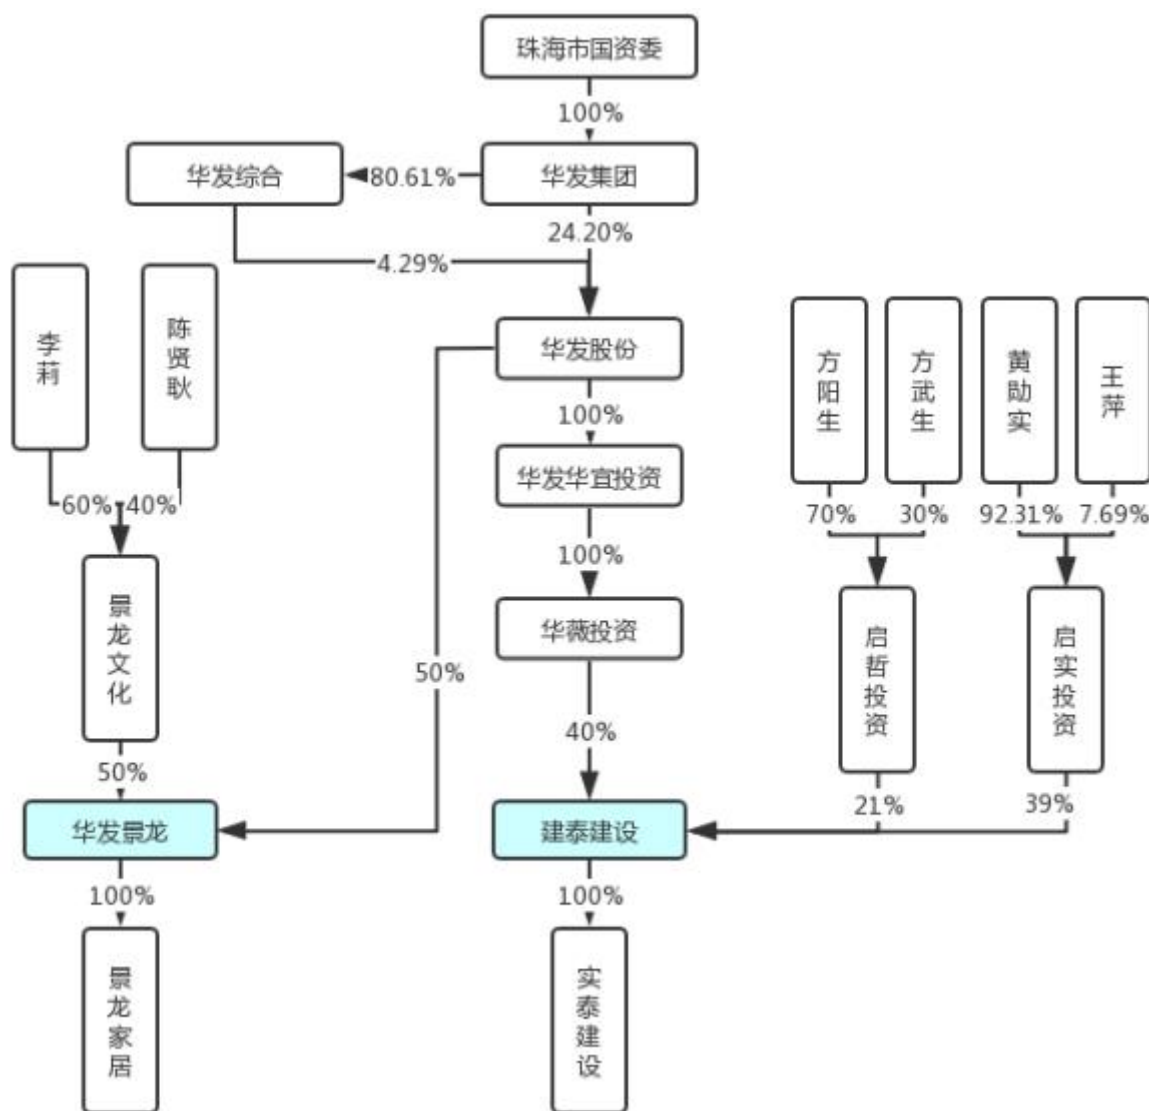 珠海市国资委
100%
华发综合
80.61%
华发集团
24.20%
4.29%
李莉
陈贤耿
华发股份
方阳生
方武生
黄勋实
王萍
100%
华发华宜投资
60%
40%
70%
30%
92.31%
7.69%
100%
景龙文化
华薇投资
启哲投资
启实投资
50%
40%
50%
21%
39%
华发景龙
建泰建设
100%
100%
景龙家居
实泰建设